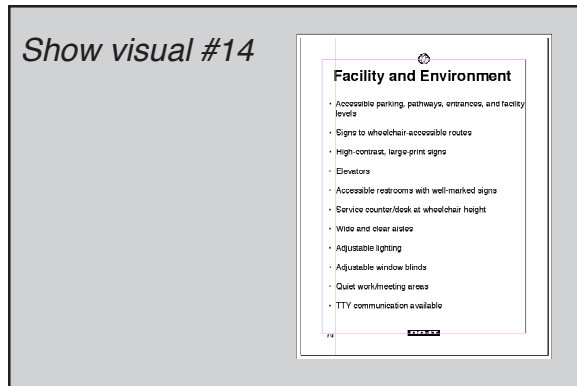 Show visual #14
Facility and Environment
• Accessible parking, pathways, entrances, and facility
levels
• Signs to wheelchair-accessible routes
• High-contrast, large-print signs
• Elevators
• Accessible restrooms with well-marked signs
• Service counter/desk at wheelchair height
• Wide and clear aisles
• Adjustable lighting
• Adjustable window blinds
• Quiet work/meeting areas
• TTY communication available